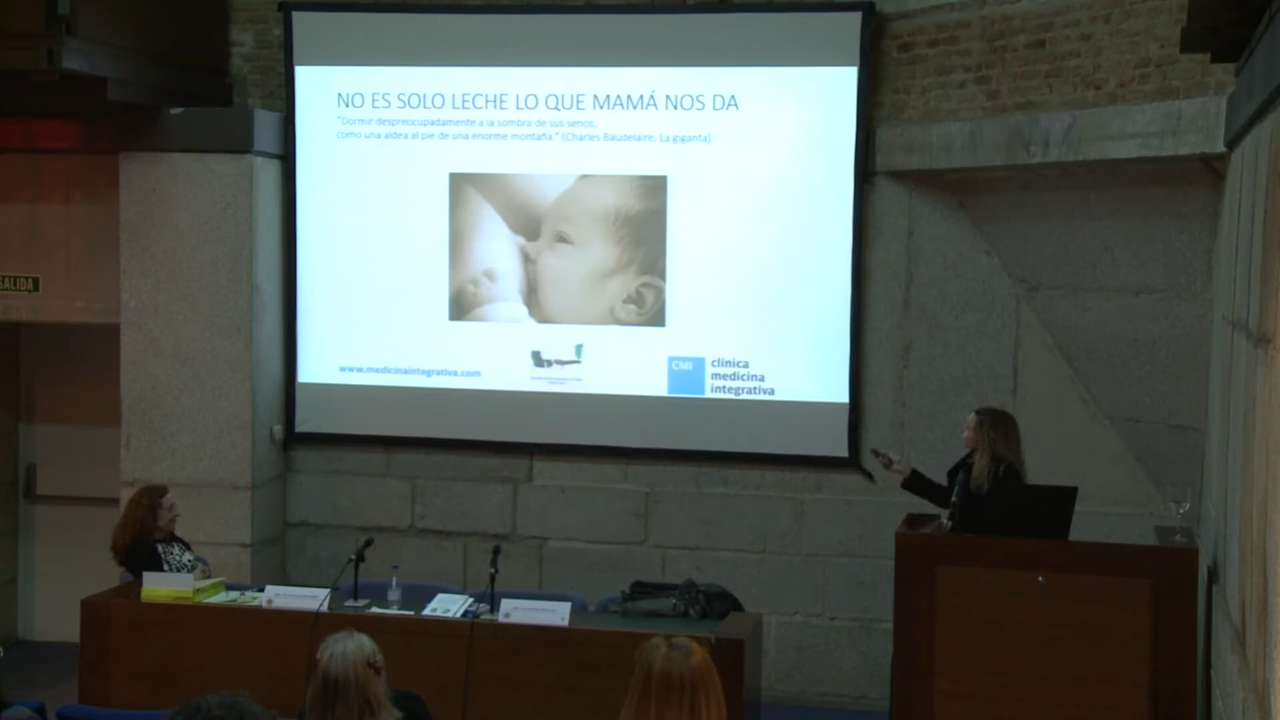 NO ES SOLO LECHE LO QUE MAMÁ NOS DA
"Dormir despreocupadamente a la sombra de sus senos,
como una aldea al pie de una enorme montaña." (Charles Baudelaire, La giganta)
SALIDA
www.medicinaintegrativa.com
CMI
clínica
medicina
integrativa